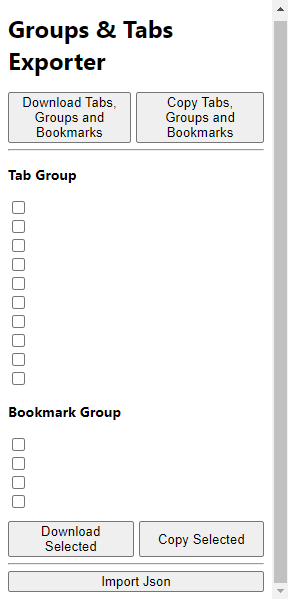 Groups & Tabs
Exporter
Download Tabs,
Groups and
Bookmarks
Copy Tabs,
Groups and
Bookmarks
Tab Group
Bookmark Group
Download
Selected
Copy Selected
Import Json